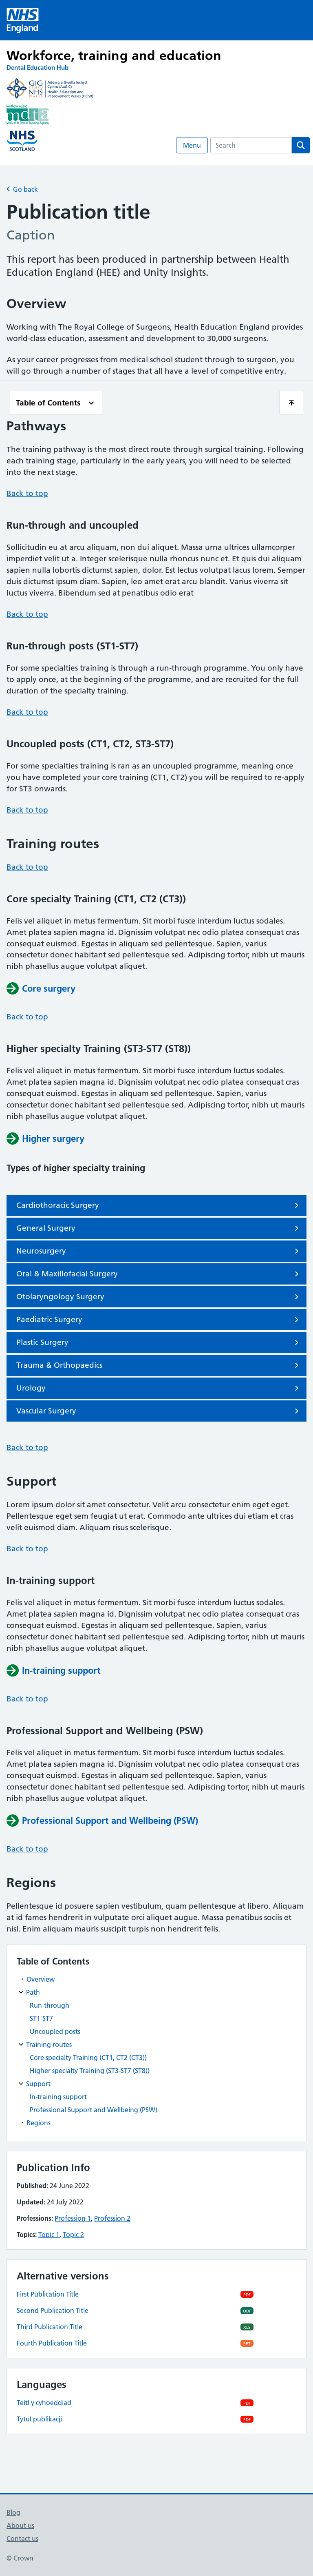 NHS
England
Workforce, training and education
Dental Education Hub
GIG
CYMRU
NHS
WALES
Addysg a Gwella Iechyd
Cymru (AaGIC)
Health Education and
Improvement Wales (HEIW)
NHS
SCOTLAND
Menu
Search
Go back
Publication title
Caption
This report has been produced in partnership between Health
Education England (HEE) and Unity Insights.
Overview
Working with The Royal College of Surgeons, Health Education England provides
world-class education, assessment and development to 30,000 surgeons.
As your career progresses from medical school student through to surgeon, you
will go through a number of stages that all have a level of competitive entry.
Table of Contents
Pathways
The training pathway is the most direct route through surgical training. Following
each training stage, particularly in the early years, you will need to be selected
into the next stage.
Back to top
Run-through and uncoupled
Sollicitudin eu at arcu aliquam, non dui aliquet. Massa urna ultrices ullamcorper
imperdiet velit ut a. Integer scelerisque nulla rhoncus nunc et. Et quis dui aliquet
sapien nulla lobortis dictumst sapien, dolor. Est lectus volutpat lacus lorem. Semper
duis dictumst ipsum diam. Sapien, leo amet erat arcu blandit. Varius viverra sit
luctus viverra. Bibendum sed at penatibus odio erat
Back to top
Run-through posts (ST1-ST7)
For some specialties training is through a run-through programme. You only have
to apply once, at the beginning of the programme, and are recruited for the full
duration of the specialty training.
Back to top
Uncoupled posts (CT1, CT2, ST3-ST7)
For some specialties training is ran as an uncoupled programme, meaning once
you have completed your core training (CT1, CT2) you will be required to re-apply
for ST3 onwards.
Back to top
Training routes
Back to top
Core specialty Training (CT1, CT2 (CT3))
Felis vel aliquet in metus fermentum. Sit morbi fusce interdum luctus sodales.
Amet platea sapien magna id. Dignissim volutpat nec odio platea consequat cras
consequat euismod. Egestas in aliquam sed pellentesque. Sapien, varius
consectetur donec habitant orci sed pellentesque sed. Adipiscing tortor, nibh ut mauris
nibh phasellus augue volutpat aliquet.
Core surgery
Back to top
Higher specialty Training (ST3-ST7 (ST8))
Felis vel aliquet in metus fermentum. Sit morbi fusce interdum luctus sodales.
Amet platea sapien magna id. Dignissim volutpat nec odio platea consequat cras
consequat euismod. Egestas in aliquam sed pellentesque. Sapien, varius
consectetur donec habitant orci sed pellentesque sed. Adipiscing tortor, nibh ut mauris
nibh phasellus augue volutpat aliquet.
Higher surgery
Types of higher specialty training
Cardiothoracic Surgery
General Surgery
Neurosurgery
Oral & Maxillofacial Surgery
Otolaryngology Surgery
Paediatric Surgery
Plastic Surgery
Trauma & Orthopaedics
Urology
Vascular Surgery
Back to top
Support
Lorem ipsum dolor sit amet consectetur. Velit arcu consectetur enim eget eget.
Pellentesque eget sem feugiat ut erat. Commodo ante ultrices dui etiam et cras
velit euismod diam. Aliquam risus scelerisque.
Back to top
In-training support
Felis vel aliquet in metus fermentum. Sit morbi fusce interdum luctus sodales.
Amet platea sapien magna id. Dignissim volutpat nec odio platea consequat cras
consequat euismod. Egestas in aliquam sed pellentesque. Sapien, varius
consectetur donec habitant orci sed pellentesque sed. Adipiscing tortor, nibh ut mauris
nibh phasellus augue volutpat aliquet.
In-training support
Back to top
Professional Support and Wellbeing (PSW)
Felis vel aliquet in metus fermentum. Sit morbi fusce interdum luctus sodales.
Amet platea sapien magna id. Dignissim volutpat nec odio platea consequat cras
consequat euismod. Egestas in aliquam sed pellentesque. Sapien, varius
consectetur donec habitant orci sed pellentesque sed. Adipiscing tortor, nibh ut mauris
nibh phasellus augue volutpat aliquet.
Professional Support and Wellbeing (PSW)
Back to top
Regions
Pellentesque id posuere sapien vestibulum, quam pellentesque at libero. Aliquam
id at fames hendrerit in vulputate orci aliquet augue. Massa penatibus sociis et
nisl. Enim aliquam mauris suscipit turpis non hendrerit felis.
Table of Contents
Overview
Path
Run-through
ST1-ST7
Uncoupled posts
Training routes
Core specialty Training (CT1, CT2 (CT3))
Higher specialty Training (ST3-ST7 (ST8))
Support
In-training support
Professional Support and Wellbeing (PSW)
Regions
Publication Info
Published: 24 June 2022
Updated: 24 July 2022
Professions: Profession 1, Profession 2
Topics: Topic 1, Topic 2
Alternative versions
First Publication Title PDF
Second Publication Title ODF
Third Publication Title XLS
Fourth Publication Title PPT
Languages
Teitl y cyhoeddiad PDF
Tytuł publikacji PDF
Blog
About us
Contact us
© Crown